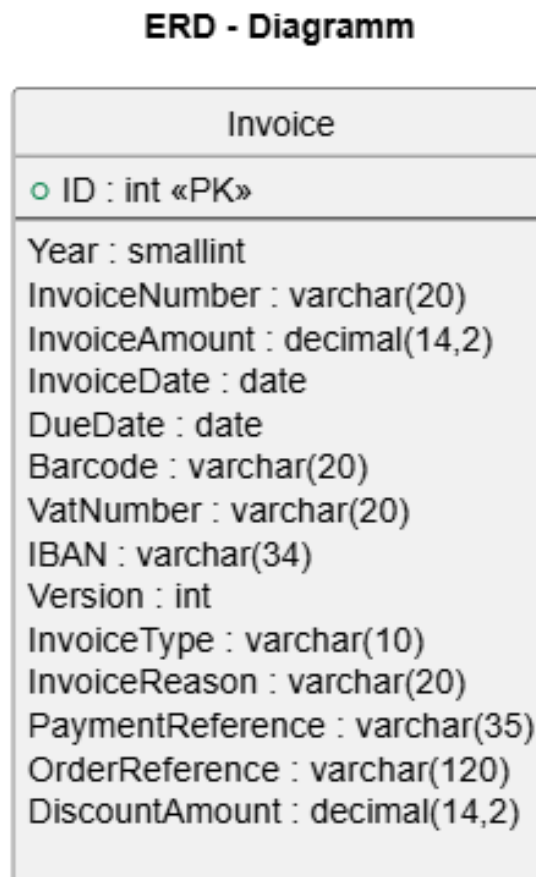 ERD - Diagramm
Invoice
ID : int «PK»
Year : smallint
InvoiceNumber : varchar(20)
InvoiceAmount : decimal(14,2)
InvoiceDate : date
DueDate : date
Barcode : varchar(20)
VatNumber : varchar(20)
IBAN : varchar(34)
Version : int
InvoiceType : varchar(10)
InvoiceReason : varchar(20)
PaymentReference : varchar(35)
OrderReference : varchar(120)
DiscountAmount : decimal(14,2)